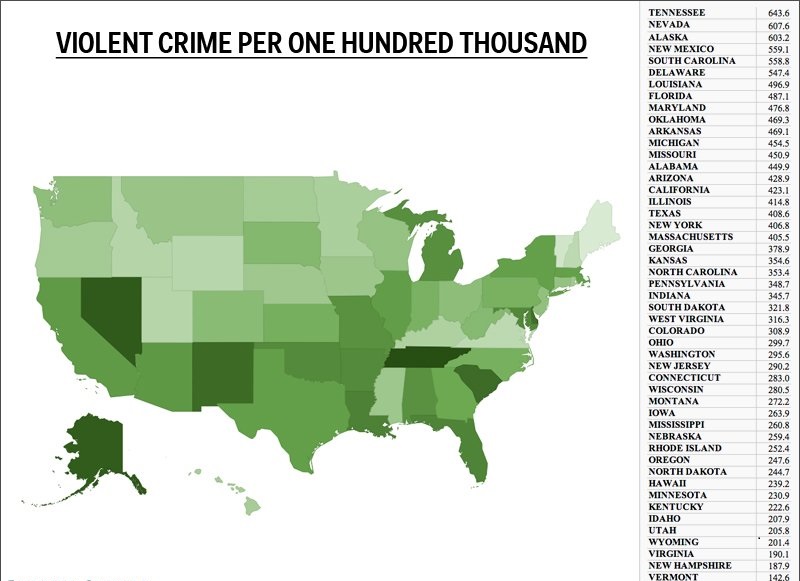 VIOLENT CRIME PER ONE HUNDRED THOUSAND
TENNESSEE 643.6
NEVADA 607.6
ALASKA 603.2
NEW MEXICO 559.1
SOUTH CAROLINA 558.8
DELAWARE 547.4
LOUISIANA 496.9
FLORIDA 487.1
MARYLAND 476.8
OKLAHOMA 469.3
ARKANSAS 469.1
MICHIGAN 454.5
MISSOURI 450.9
ALABAMA 449.9
ARIZONA 428.9
CALIFORNIA 423.1
ILLINOIS 414.8
TEXAS 408.6
NEW YORK 406.8
MASSACHUSETTS 405.5
GEORGIA 378.9
KANSAS 354.6
NORTH CAROLINA 353.4
PENNSYLVANIA 348.7
INDIANA 345.7
SOUTH DAKOTA 321.8
WEST VIRGINIA 316.3
COLORADO 308.9
OHIO 299.7
WASHINGTON 295.6
NEW JERSEY 290.2
CONNECTICUT 283.0
WISCONSIN 280.5
MONTANA 272.2
IOWA 263.9
MISSISSIPPI 260.8
NEBRASKA 259.4
RHODE ISLAND 252.4
OREGON 247.6
NORTH DAKOTA 244.7
HAWAII 239.2
MINNESOTA 230.9
KENTUCKY 222.6
IDAHO 207.9
UTAH 205.8
WYOMING 201.4
VIRGINIA 190.1
NEW HAMPSHIRE 187.9
VERMONT 142.6